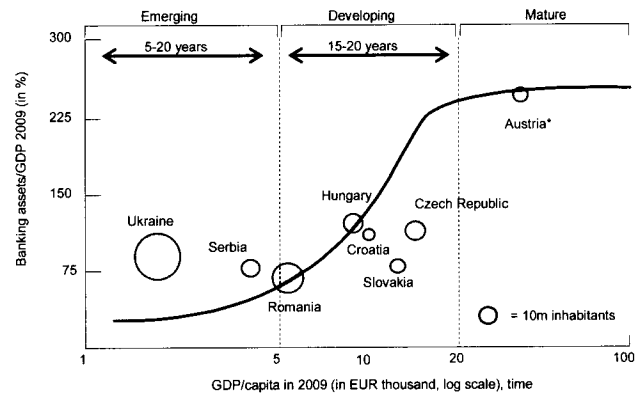 Emerging
Developing
Mature
5-20 years
15-20 years
Banking assets/GDP 2009 (in %)
300
225
150
75
0
Austria*
Hungary
Czech Republic
Ukraine
Serbia
Croatia
Slovakia
Romania
= 10m inhabitants
1
5
10
20
100
GDP/capita in 2009 (in EUR thousand, log scale), time